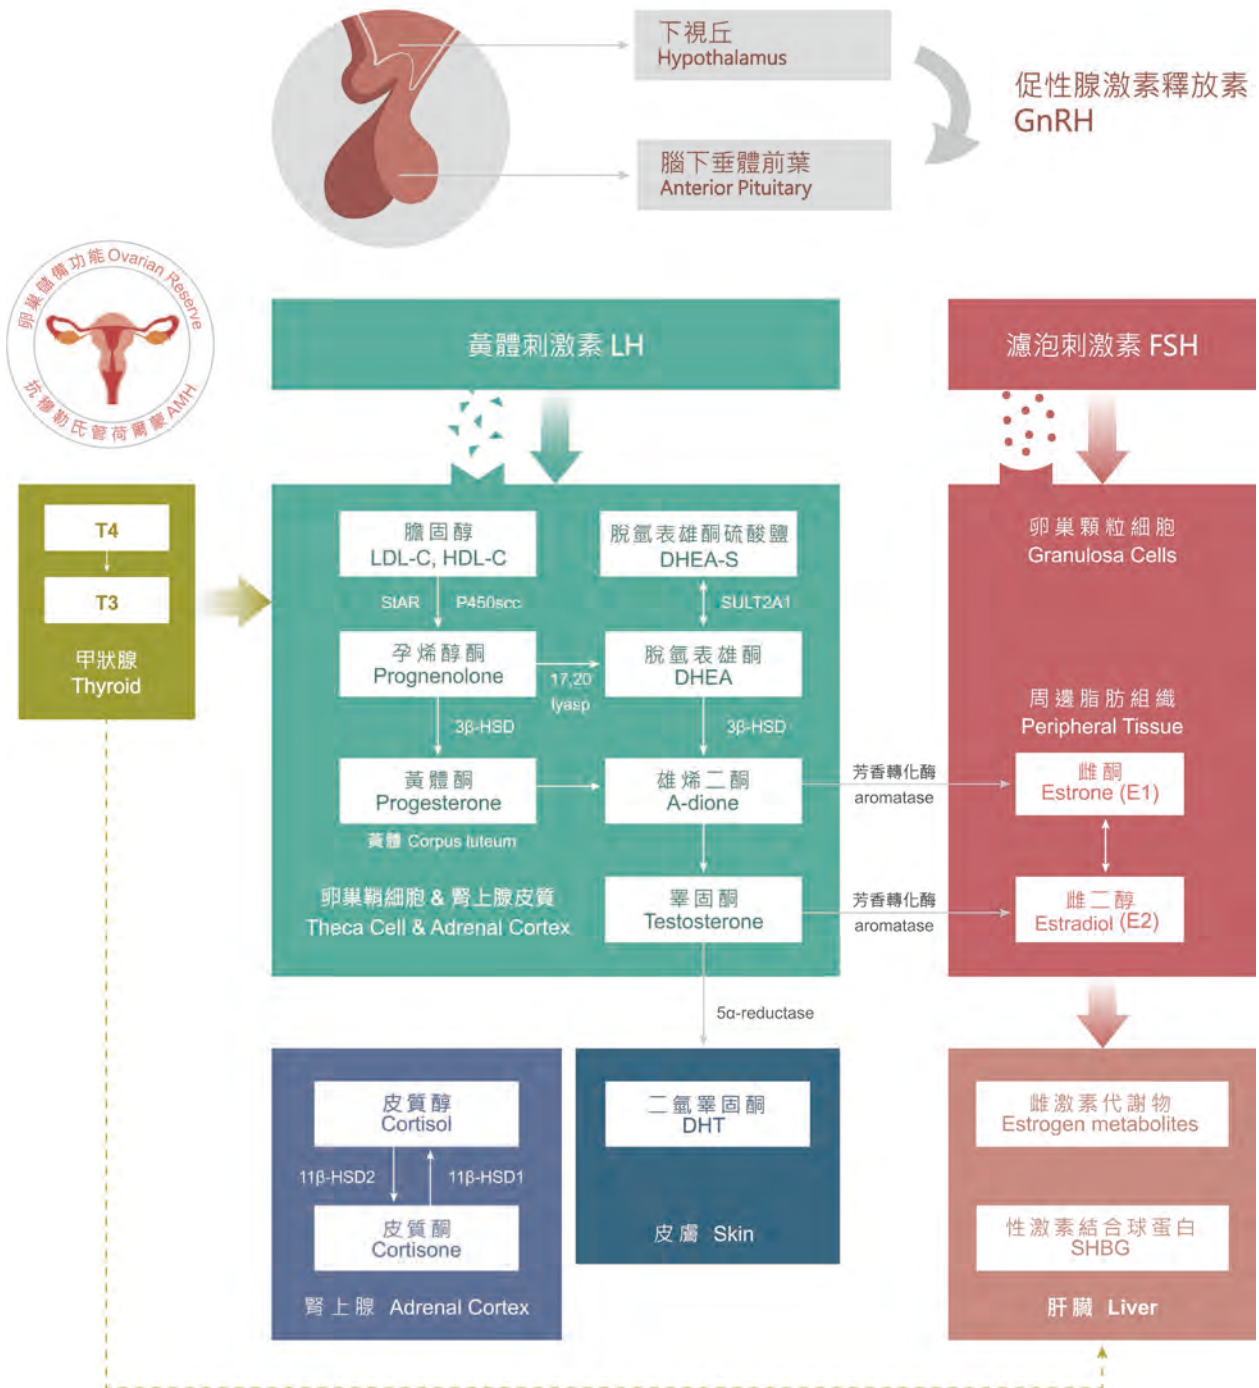 下視丘
Hypothalamus
促性腺激素釋放素
GnRH
腦下垂體前葉
Anterior Pituitary
卵巢儲備功能Ovarian Reserve
抗穆勒氏管荷爾蒙AMH
黃體刺激素 LH
濾泡刺激素 FSH
T4
T3
甲狀腺
Thyroid
膽固醇
LDL-C, HDL-C
脫氫表雄酮硫酸鹽
DHEA-S
StAR
P450scc
SULT2A1
孕烯醇酮
Prognenolone
17,20
lyasp
脫氫表雄酮
DHEA
3β-HSD
3β-HSD
黃體酮
Progesterone
雄烯二酮
A-dione
黃體 Corpus luteum
卵巢鞘細胞 & 腎上腺皮質
Theca Cell & Adrenal Cortex
睪固酮
Testosterone
芳香轉化酶
aromatase
芳香轉化酶
aromatase
卵巢顆粒細胞
Granulosa Cells
周邊脂肪組織
Peripheral Tissue
雌酮
Estrone (E1)
雌二醇
Estradiol (E2)
5α-reductase
皮質醇
Cortisol
11β-HSD2
11β-HSD1
皮質酮
Cortisone
腎上腺 Adrenal Cortex
二氫睪固酮
DHT
皮膚 Skin
雌激素代謝物
Estrogen metabolites
性激素結合球蛋白
SHBG
肝臟 Liver